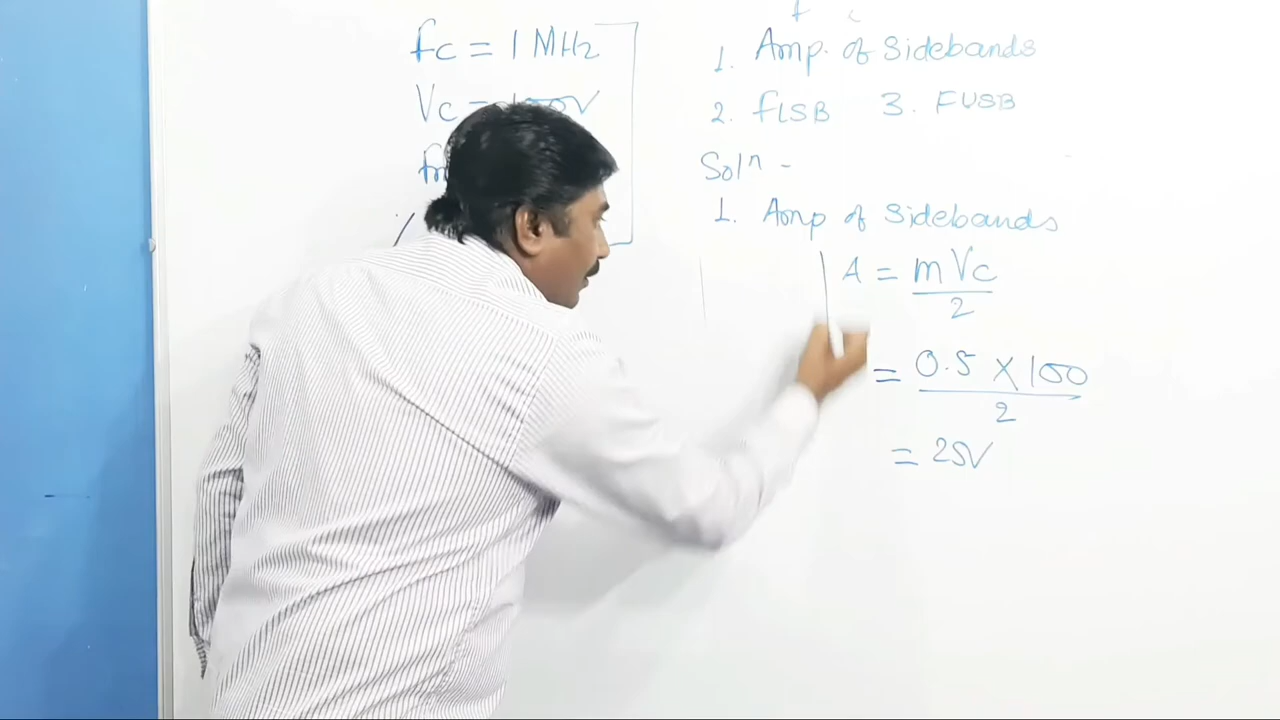 fc = 1 MHz
Vc = 100V
1. Amp. of Sidebands
2. fLSB 3. FUSB
Solⁿ -
1. Amp of Sidebands
A = mVc
2
= 0.5 X 100
2
= 25V